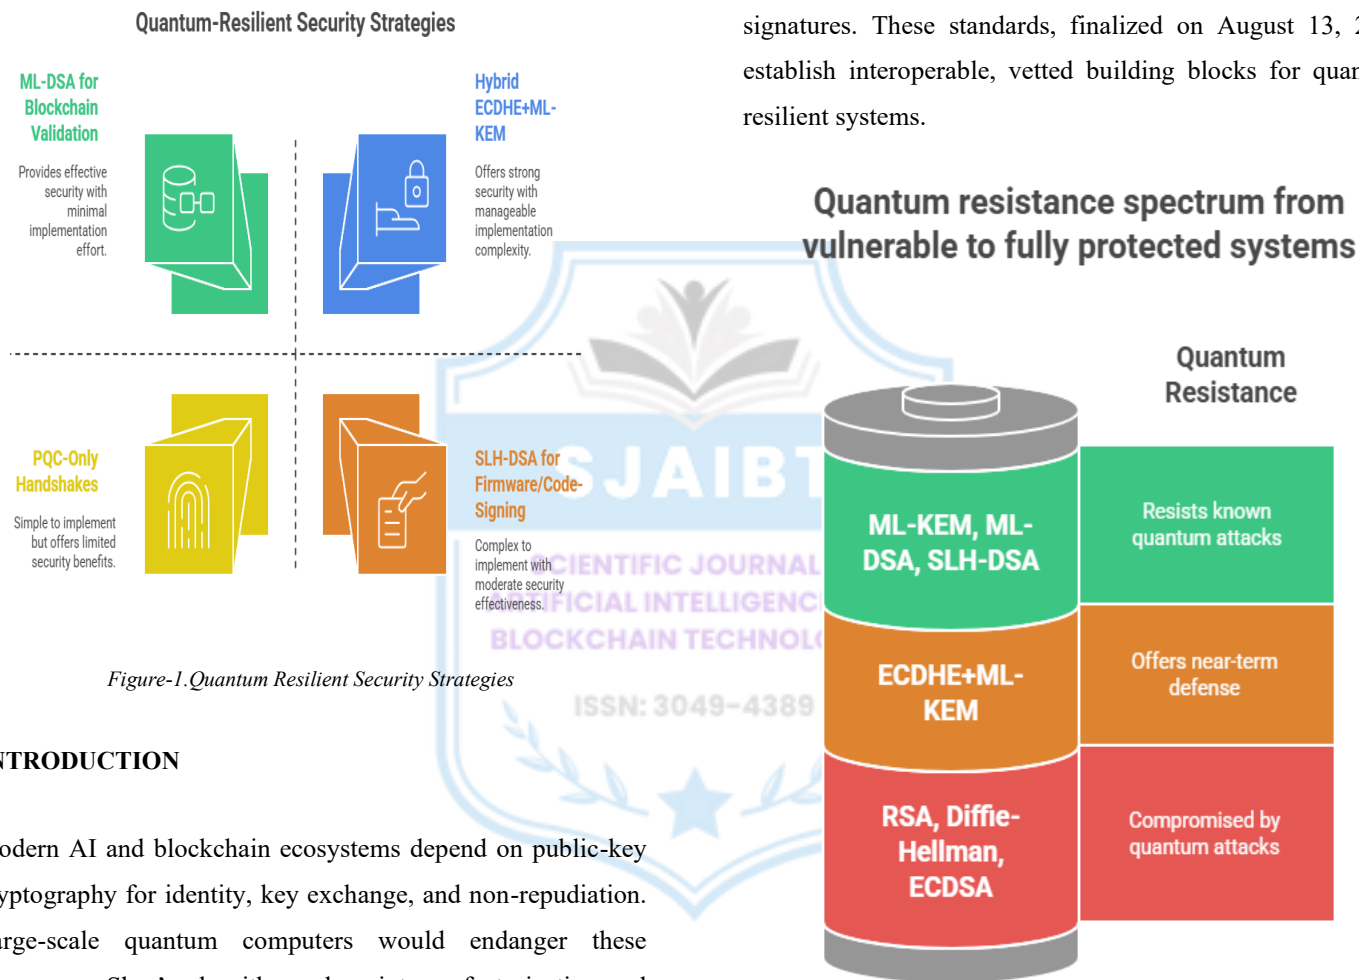 Quantum-Resilient Security Strategies
ML-DSA for
Blockchain
Validation
Provides effective
security with
minimal
implementation
effort.
Hybrid
ECDHE+ML-
KEM
Offers strong
security with
manageable
implementation
complexity.
PQC-Only
Handshakes
Simple to implement
but offers limited
security benefits.
SLH-DSA for
Firmware/Code-
Signing
Complex to
implement with
moderate security
effectiveness.
Figure-1.Quantum Resilient Security Strategies
NTRODUCTION
odern AI and blockchain ecosystems depend on public-key
yptography for identity, key exchange, and non-repudiation.
arge-scale quantum computers would endanger these
signatures. These standards, finalized on August 13, 2
establish interoperable, vetted building blocks for quan
resilient systems.
Quantum resistance spectrum from
vulnerable to fully protected systems
Quantum
Resistance
ML-KEM, ML-
DSA, SLH-DSA
Resists known
quantum attacks
ECDHE+ML-
KEM
Offers near-term
defense
RSA, Diffie-
Hellman,
ECDSA
Compromised by
quantum attacks
SJAIBT
SCIENTIFIC JOURNAL
ARTIFICIAL INTELLIGENC
BLOCKCHAIN TECHNOLO
ISSN: 3049-4389